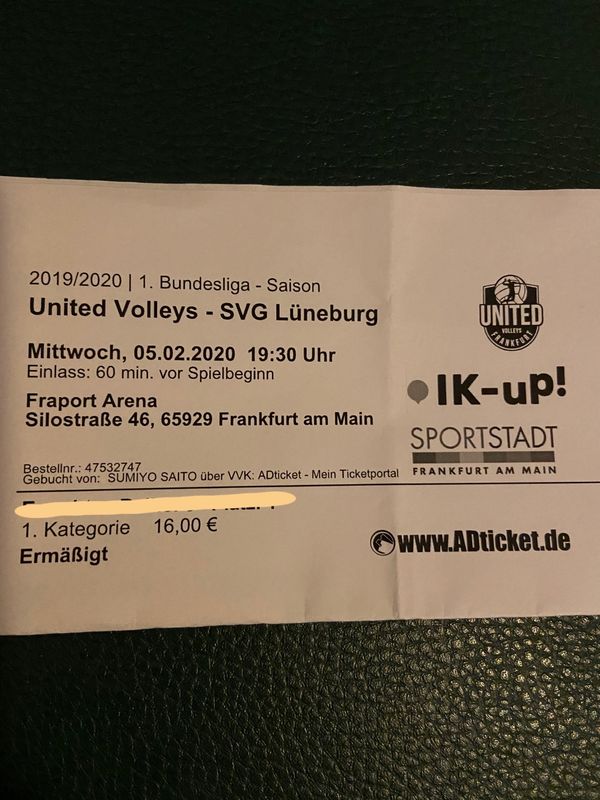 2019/2020 | 1. Bundesliga - Saison
United Volleys - SVG Lüneburg
Mittwoch, 05.02.2020 19:30 Uhr
Einlass: 60 min. vor Spielbeginn
Fraport Arena
Silostraße 46, 65929 Frankfurt am Main
Bestellnr.: 47532747
Gebucht von: SUMIYO SAITO über VVK: ADticket - Mein Ticketportal
1. Kategorie 16,00 €
Ermäßigt
UNITED
VOLLEYS
FRANKFURT
IK-up!
SPORTSTADT
FRANKFURT AM MAIN
www.ADticket.de